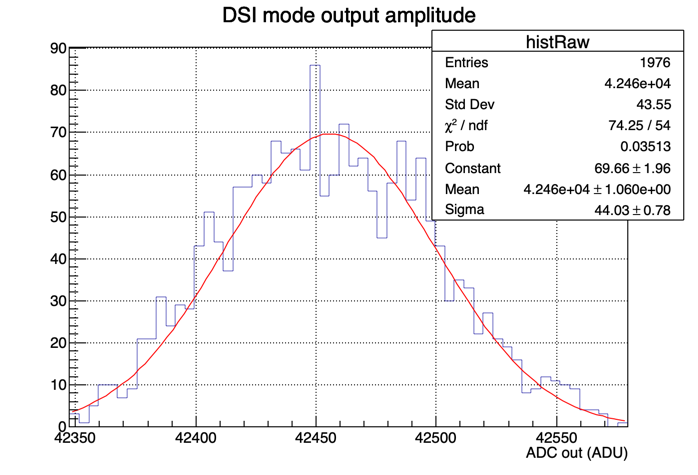 DSI mode output amplitude
histRaw
Entries 1976
Mean 4.246e+04
Std Dev 43.55
χ² / ndf 74.25 / 54
Prob 0.03513
Constant 69.66 ± 1.96
Mean 4.246e+04 ± 1.060e+00
Sigma 44.03 ± 0.78
90
80
70
60
50
40
30
20
10
0
42350 42400 42450 42500 42550
ADC out (ADU)